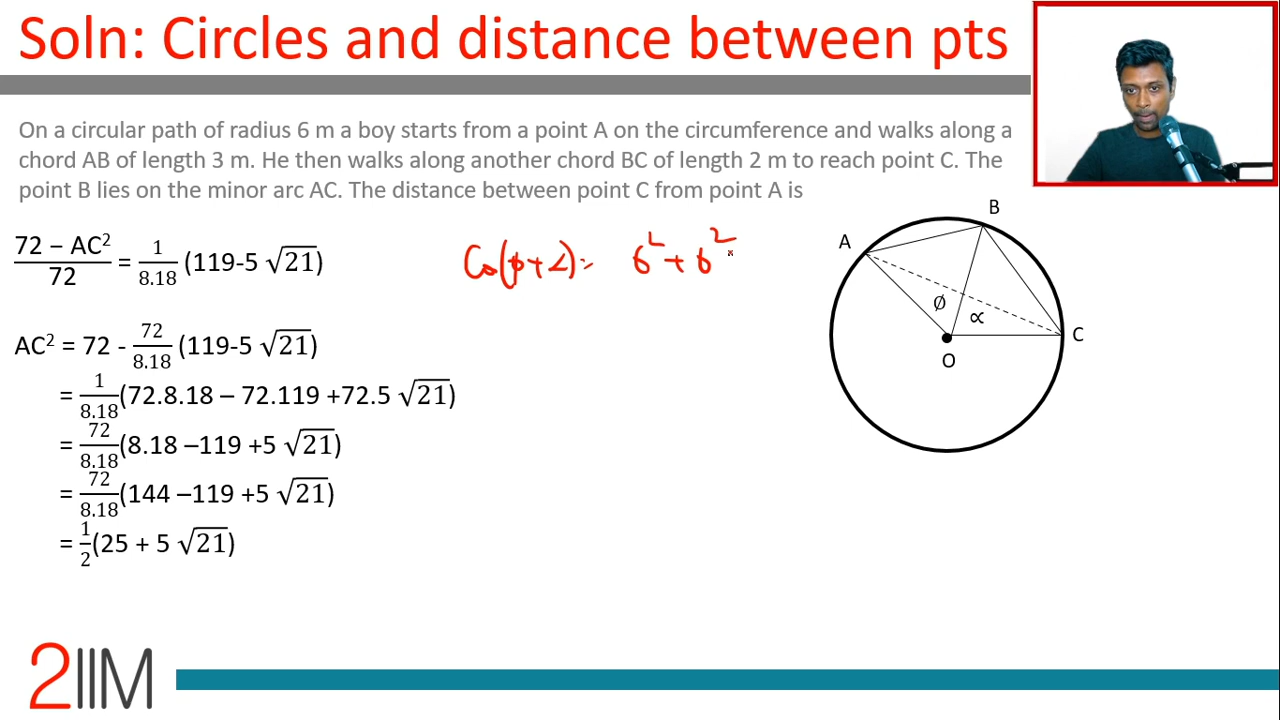 Soln: Circles and distance between pts
On a circular path of radius 6 m a boy starts from a point A on the circumference and walks along a
chord AB of length 3 m. He then walks along another chord BC of length 2 m to reach point C. The
point B lies on the minor arc AC. The distance between point C from point A is
(72 − AC²)/72 = 1/8.18 (119-5 √21)
Cos(ϕ+α) = 6² + 6²
AC² = 72 - 72/8.18 (119-5 √21)
= 1/8.18 (72.8.18 – 72.119 +72.5 √21)
= 72/8.18 (8.18 –119 +5 √21)
= 72/8.18 (144 –119 +5 √21)
= 1/2 (25 + 5 √21)
B
A
∅
∝
C
O
2IIM